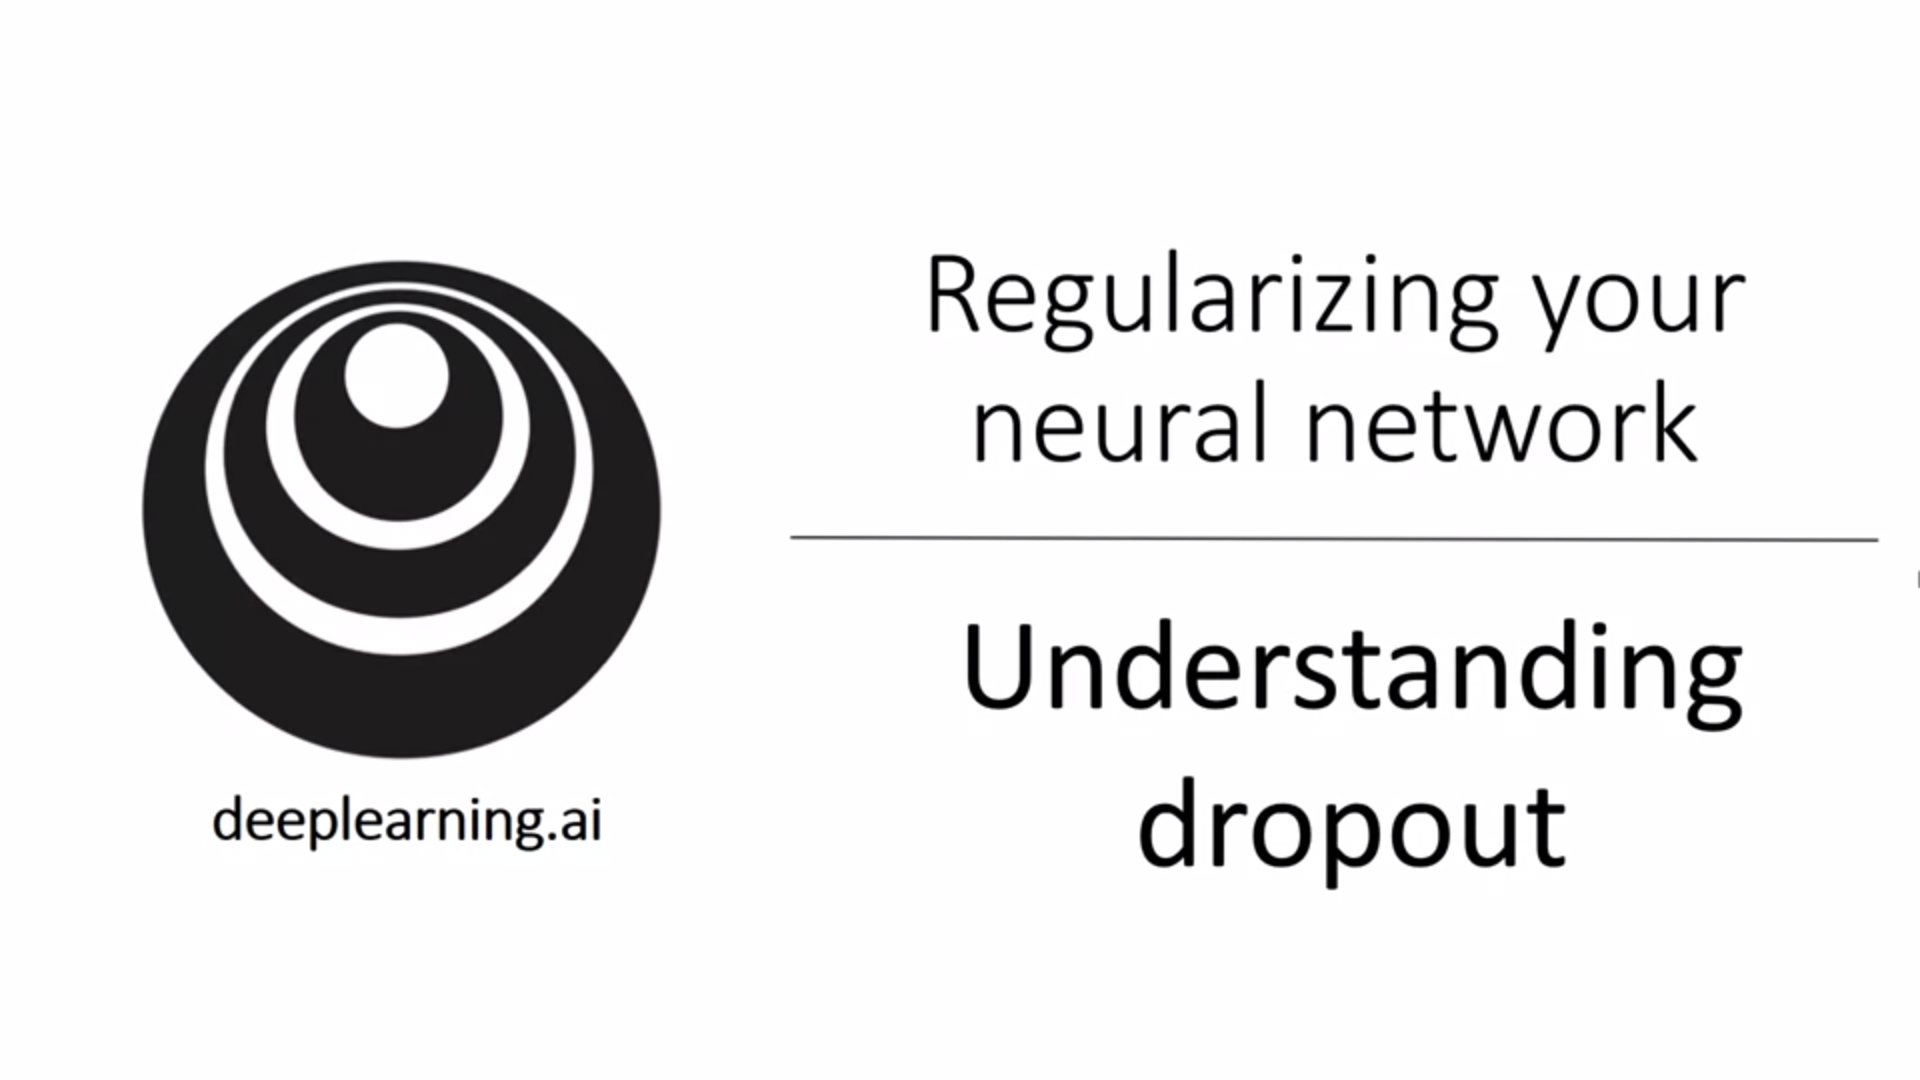 Regularizing your
neural network
Understanding
dropout
deeplearning.ai